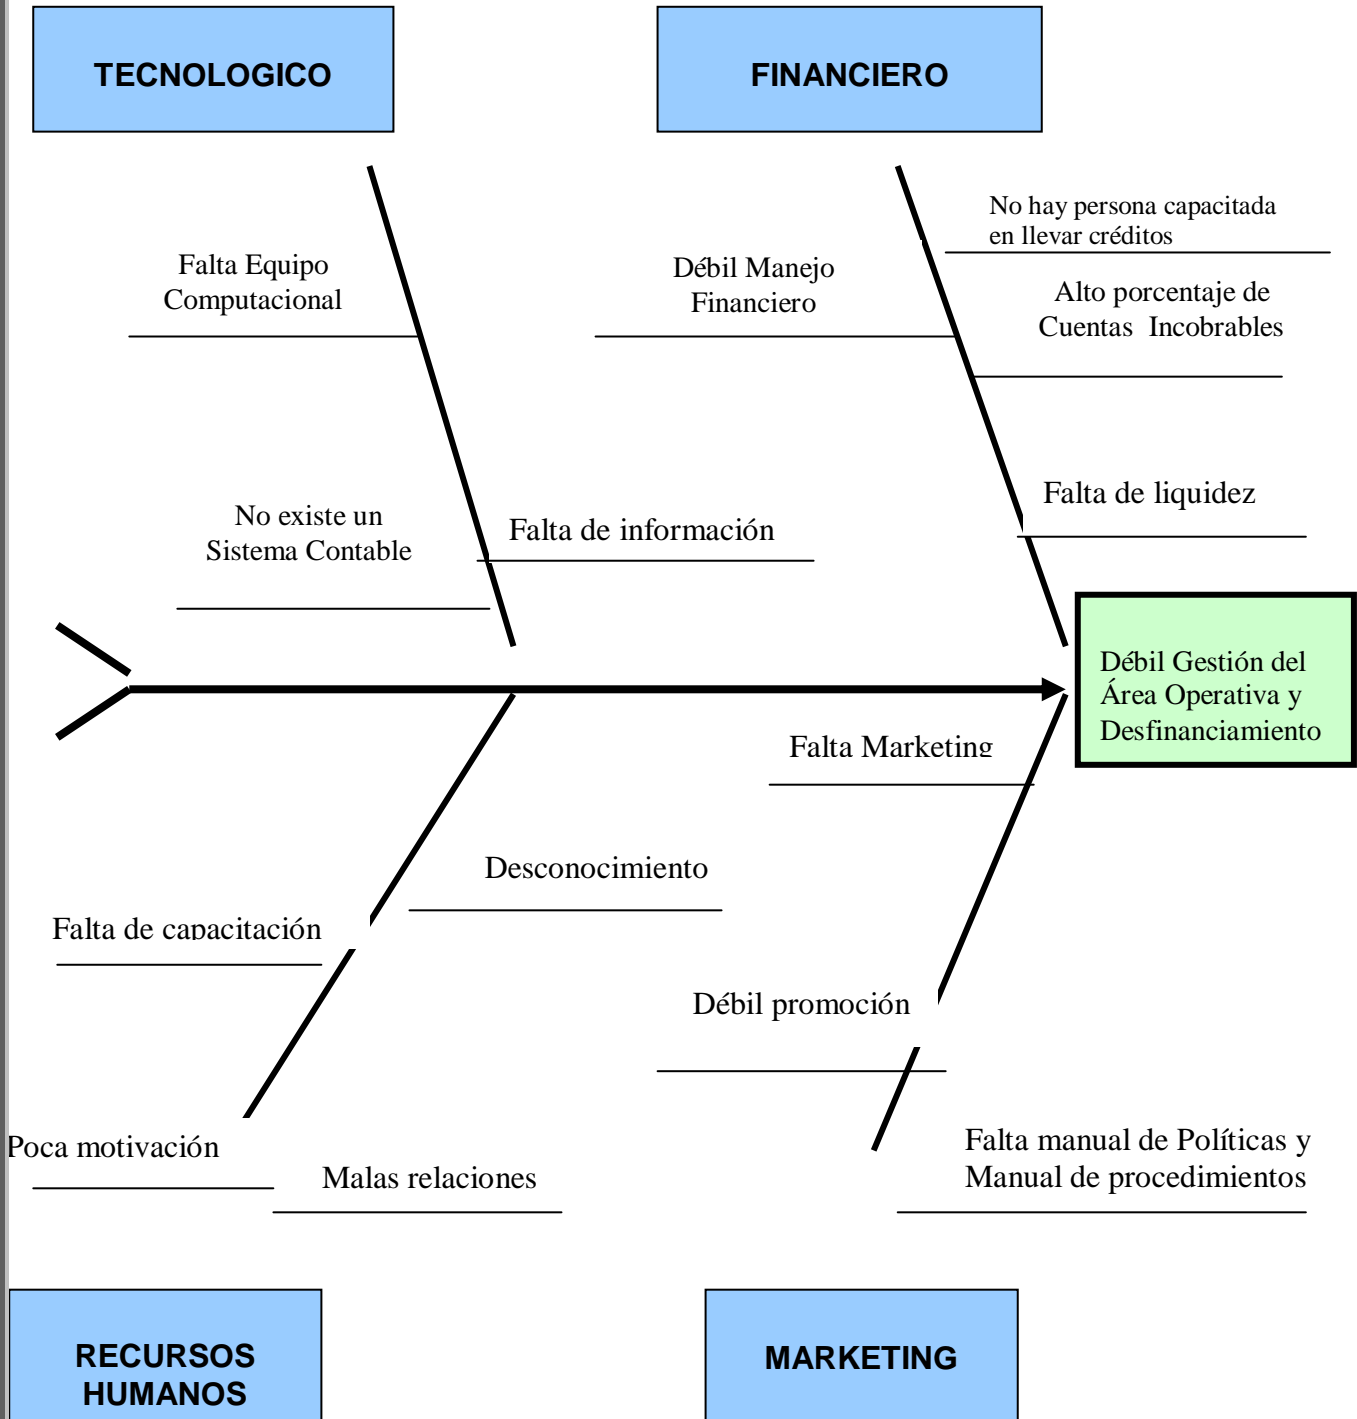 TECNOLOGICO
FINANCIERO
No hay persona capacitada
en llevar créditos
Falta Equipo
Computacional
Débil Manejo
Financiero
Alto porcentaje de
Cuentas Incobrables
No existe un
Sistema Contable
Falta de información
Falta de liquidez
Débil Gestión del
Área Operativa y
Desfinanciamiento
Falta Marketing
Desconocimiento
Falta de capacitación
Débil promoción
Poca motivación
Malas relaciones
Falta manual de Políticas y
Manual de procedimientos
RECURSOS
HUMANOS
MARKETING